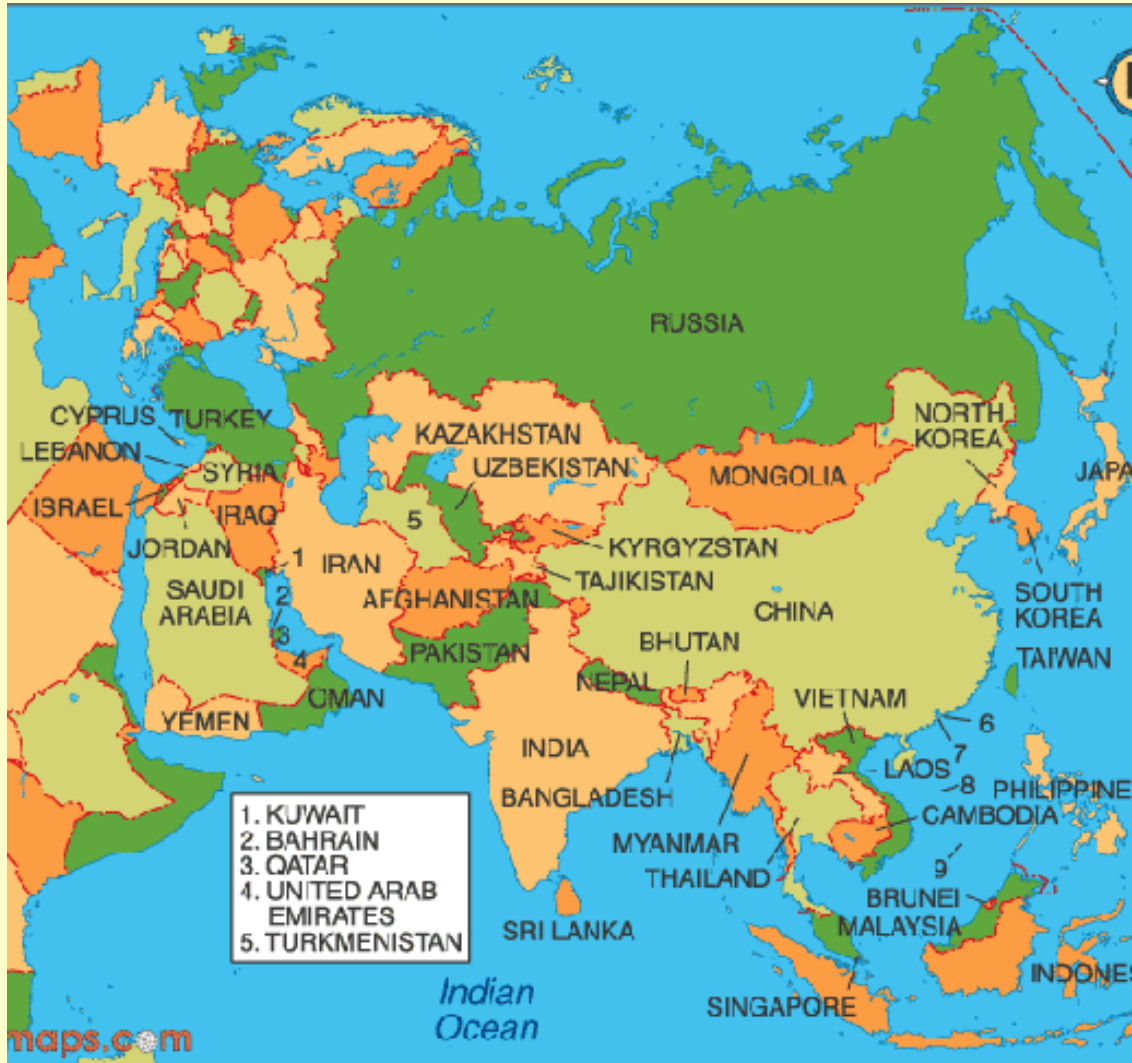 RUSSIA
NORTH
KOREA
CYPRUS
TURKEY
KAZAKHSTAN
LEBANON
UZBEKISTAN
SYRIA
MONGOLIA
JAPA
ISRAEL
IRAQ
5
JORDAN
1
IRAN
KYRGYZSTAN
TAJIKISTAN
SAUDI
ARABIA
2
AFGHANISTAN
CHINA
SOUTH
KOREA
3
PAKISTAN
BHUTAN
TAIWAN
4
OMAN
NEPAL
VIETNAM
YEMEN
6
INDIA
7
LAOS
8
BANGLADESH
PHILIPPINE
CAMBODIA
MYANMAR
9
THAILAND
BRUNEI
MALAYSIA
SRI LANKA
INDONES
SINGAPORE
1. KUWAIT
2. BAHRAIN
3. QATAR
4. UNITED ARAB
EMIRATES
5. TURKMENISTAN
Indian
Ocean
maps.com